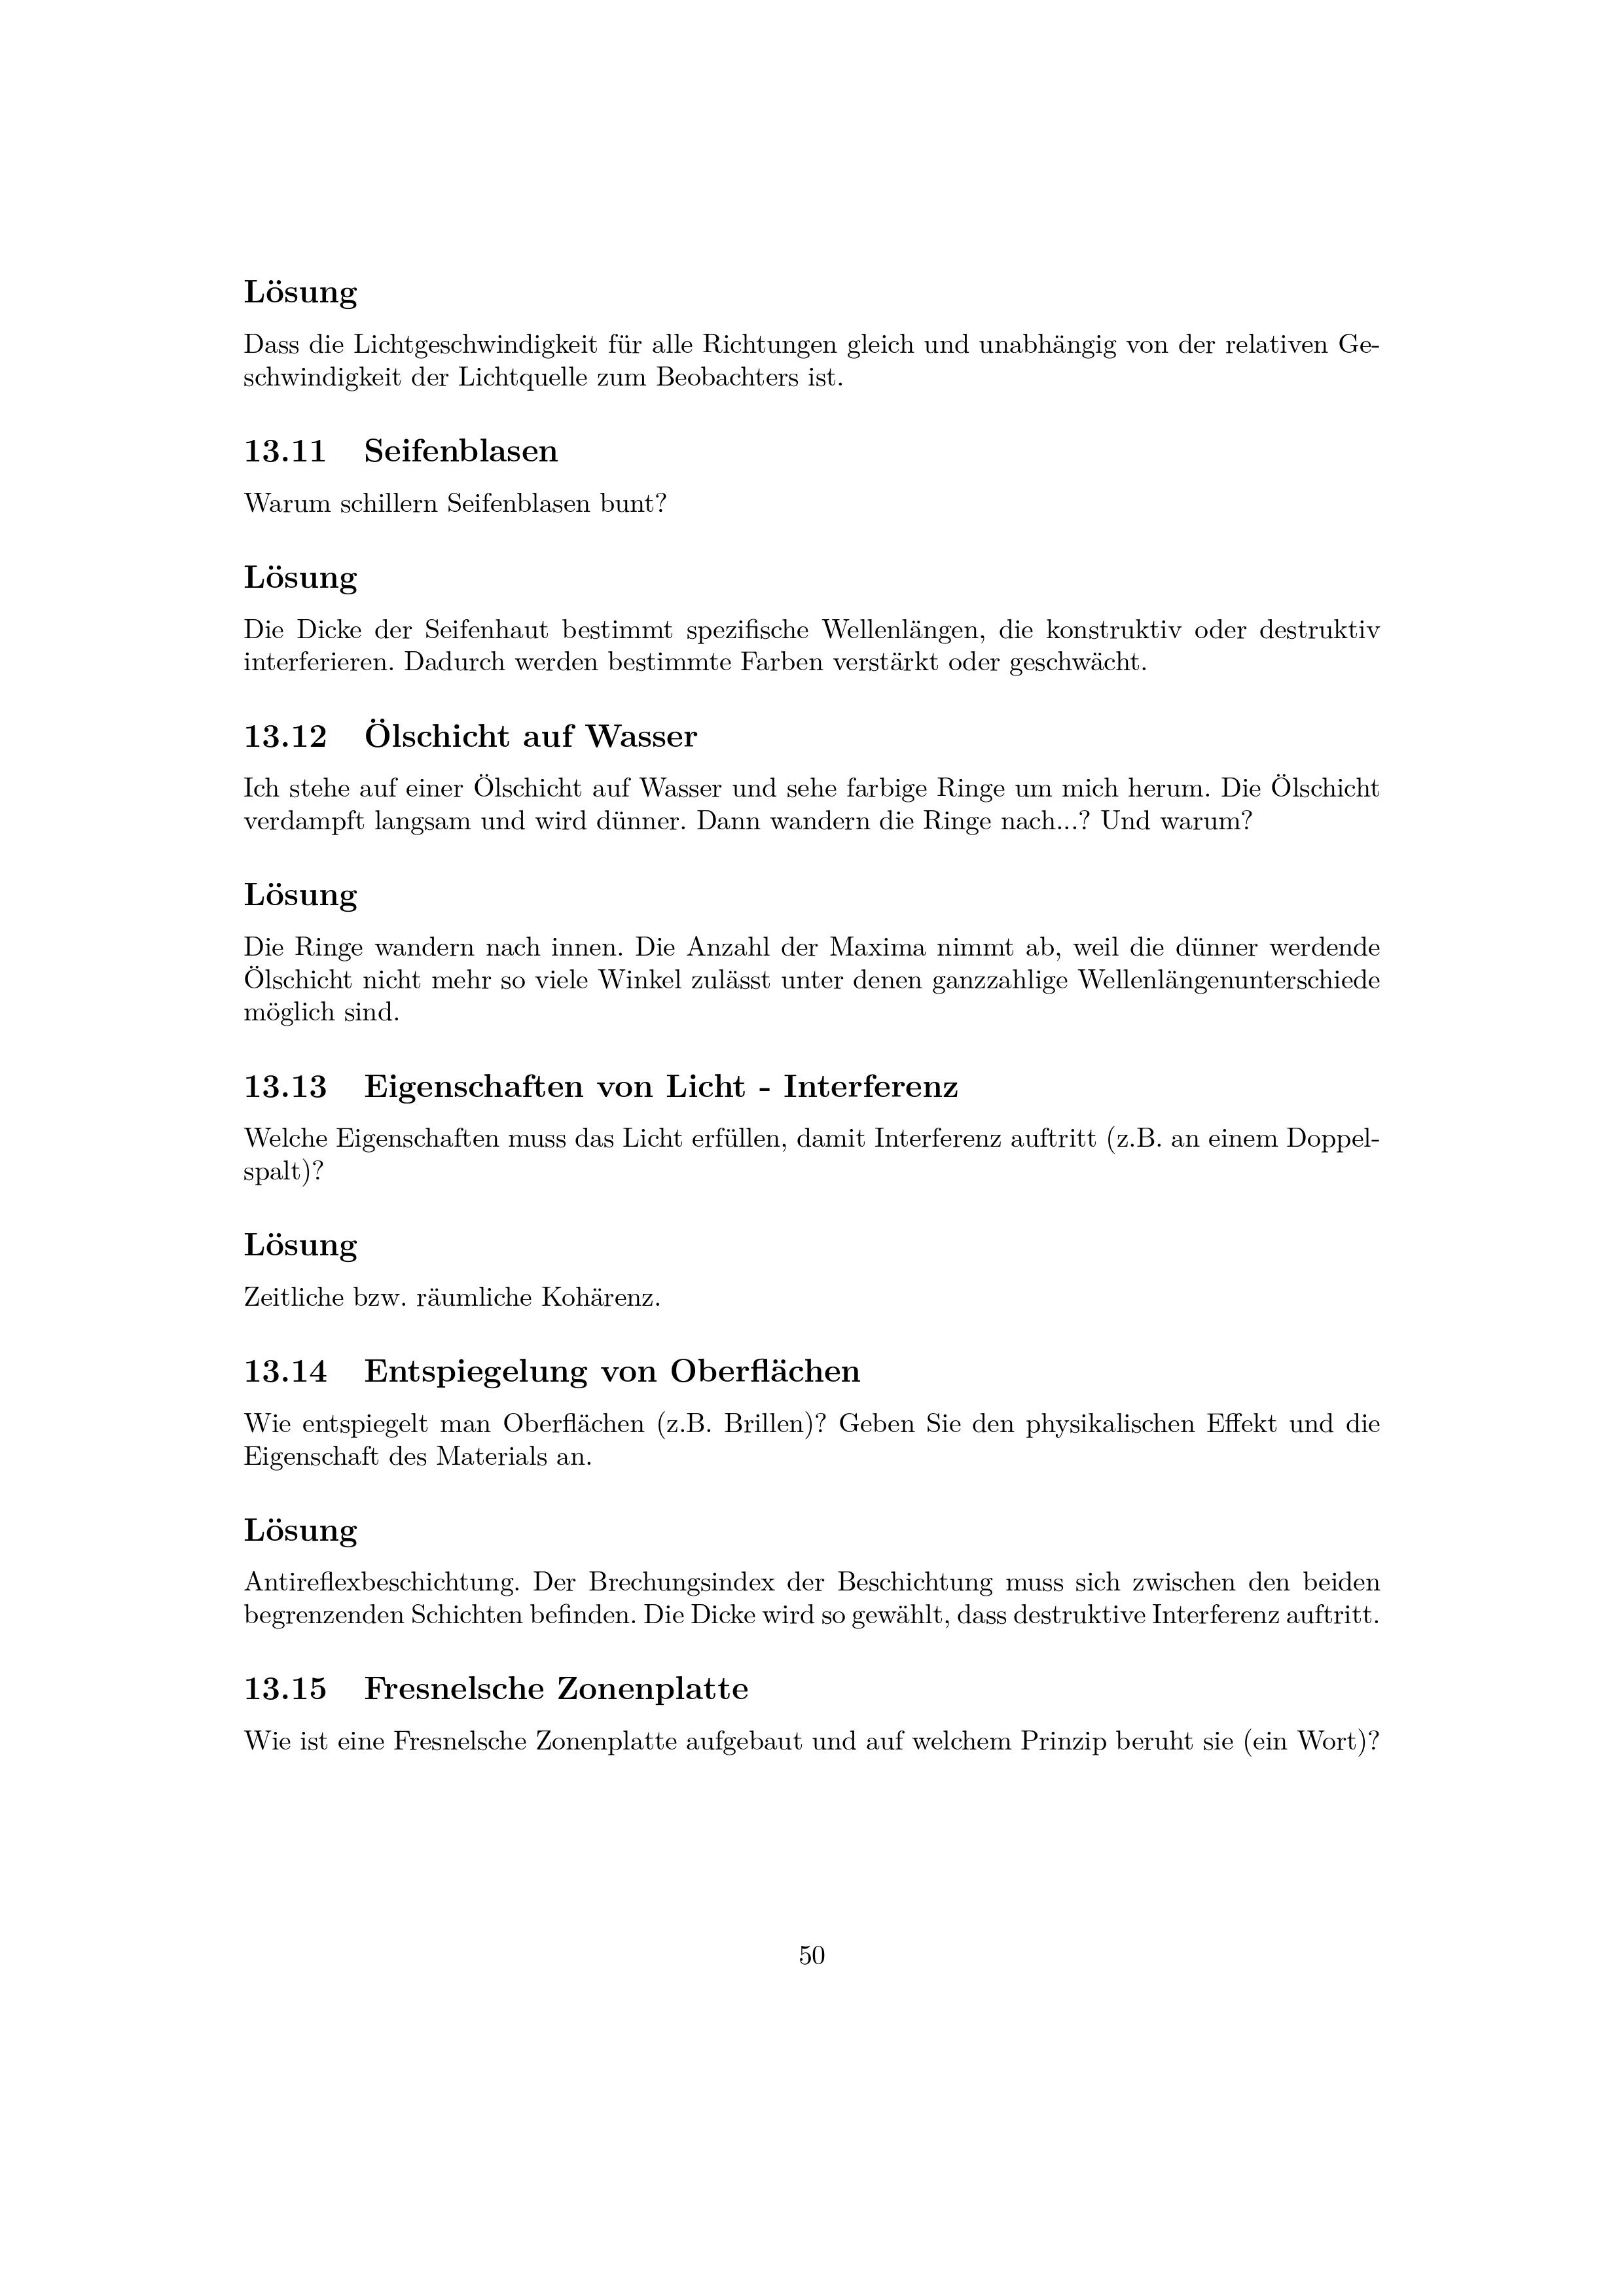 Lösung
Dass die Lichtgeschwindigkeit für alle Richtungen gleich und unabhängig von der relativen Ge-
schwindigkeit der Lichtquelle zum Beobachters ist.
13.11 Seifenblasen
Warum schillern Seifenblasen bunt?
Lösung
Die Dicke der Seifenhaut bestimmt spezifische Wellenlängen, die konstruktiv oder destruktiv
interferieren. Dadurch werden bestimmte Farben verstärkt oder geschwächt.
13.12 Ölschicht auf Wasser
Ich stehe auf einer Ölschicht auf Wasser und sehe farbige Ringe um mich herum. Die Ölschicht
verdampft langsam und wird dünner. Dann wandern die Ringe nach...? Und warum?
Lösung
Die Ringe wandern nach innen. Die Anzahl der Maxima nimmt ab, weil die dünner werdende
Ölschicht nicht mehr so viele Winkel zulässt unter denen ganzzahlige Wellenlängenunterschiede
möglich sind.
13.13 Eigenschaften von Licht - Interferenz
Welche Eigenschaften muss das Licht erfüllen, damit Interferenz auftritt (z.B. an einem Doppel-
spalt)?
Lösung
Zeitliche bzw. räumliche Kohärenz.
13.14 Entspiegelung von Oberflächen
Wie entspiegelt man Oberflächen (z.B. Brillen)? Geben Sie den physikalischen Effekt und die
Eigenschaft des Materials an.
Lösung
Antireflexbeschichtung. Der Brechungsindex der Beschichtung muss sich zwischen den beiden
begrenzenden Schichten befinden. Die Dicke wird so gewählt, dass destruktive Interferenz auftritt.
13.15 Fresnelsche Zonenplatte
Wie ist eine Fresnelsche Zonenplatte aufgebaut und auf welchem Prinzip beruht sie (ein Wort)?
50